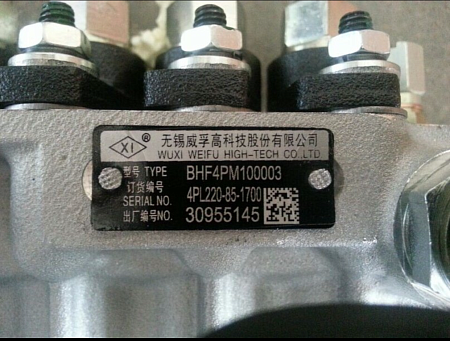 XI ®
无锡威孚高科技股份有限公司
WUXI WEIFU HIGH-TECH CO.,LTD
型号 TYPE BHF4PM100003
订货编号 4PL220-85-1700
SERIAL NO.
出厂编号NO. 30955145